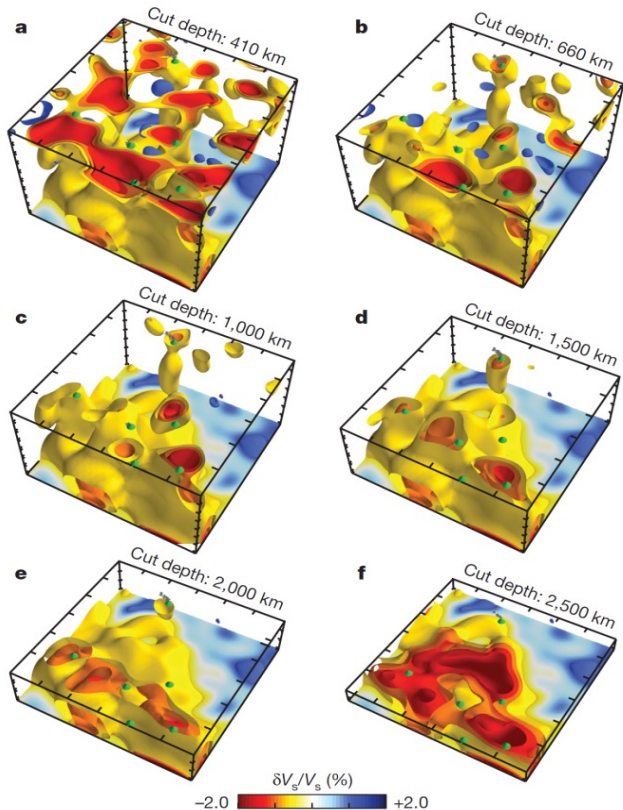 a
Cut depth: 410 km
b
Cut depth: 660 km
c
Cut depth: 1,000 km
d
Cut depth: 1,500 km
e
Cut depth: 2,000 km
f
Cut depth: 2,500 km
δVs/Vs (%)
−2.0
+2.0